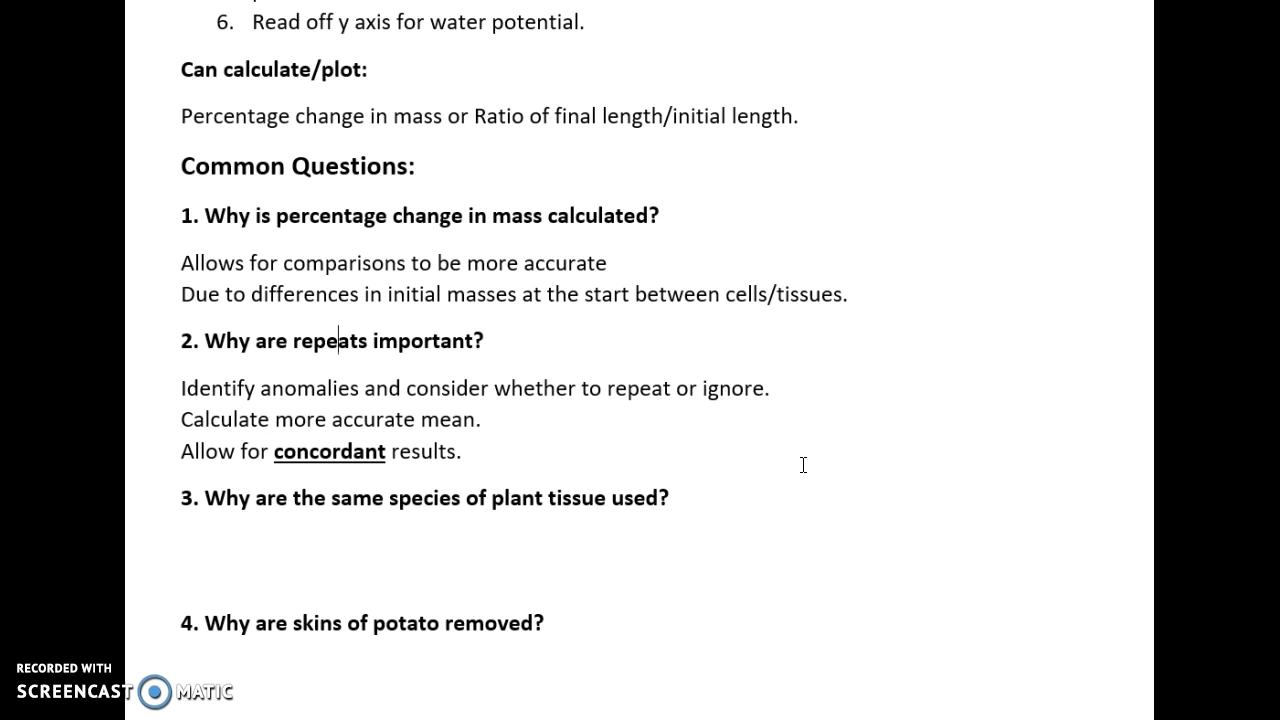 6. Read off y axis for water potential.
Can calculate/plot:
Percentage change in mass or Ratio of final length/initial length.
Common Questions:
1. Why is percentage change in mass calculated?
Allows for comparisons to be more accurate
Due to differences in initial masses at the start between cells/tissues.
2. Why are repeats important?
Identify anomalies and consider whether to repeat or ignore.
Calculate more accurate mean.
Allow for concordant results.
3. Why are the same species of plant tissue used?
4. Why are skins of potato removed?
RECORDED WITH
SCREENCAST MATIC